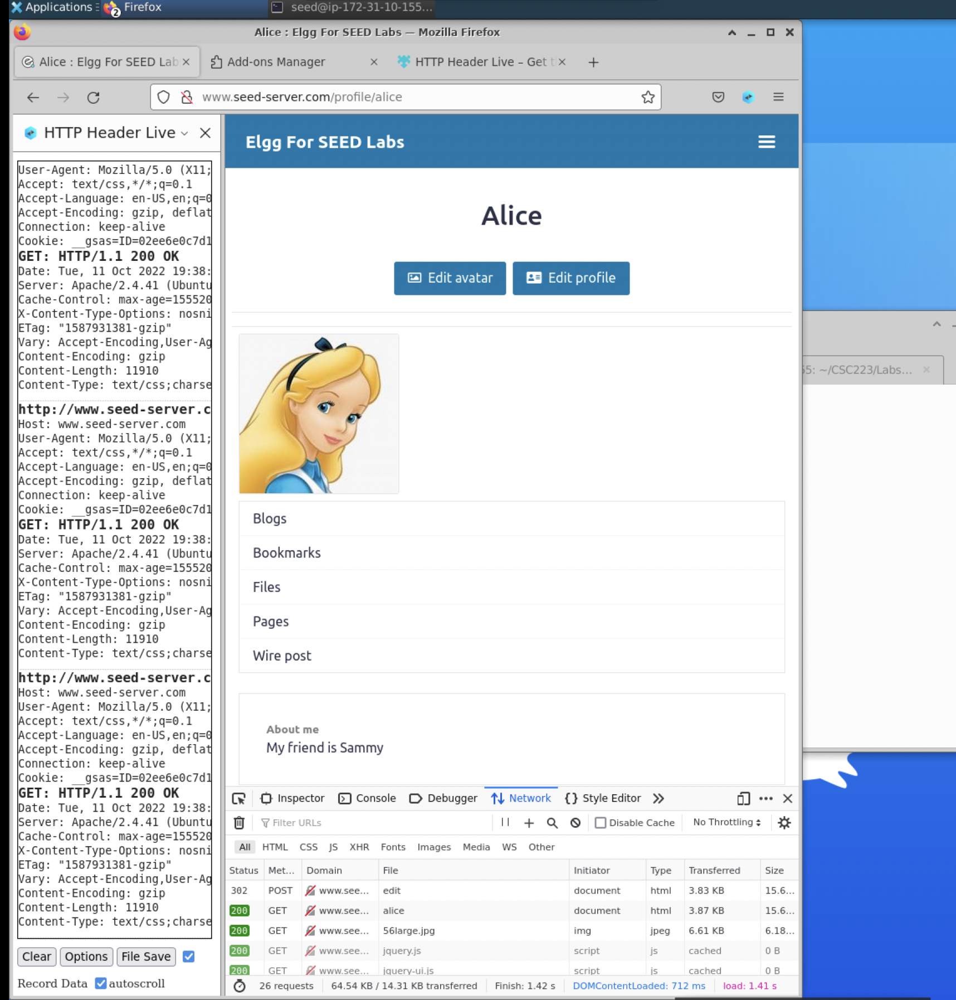 Applications
2
Firefox
seed@ip-172-31-10-155...
Alice : Elgg For SEED Labs — Mozilla Firefox
Alice : Elgg For SEED Lab
Add-ons Manager
HTTP Header Live – Get t
www.seed-server.com/profile/alice
HTTP Header Live
User-Agent: Mozilla/5.0 (X11;
Accept: text/css,*/*;q=0.1
Accept-Language: en-US,en;q=0
Accept-Encoding: gzip, deflat
Connection: keep-alive
Cookie: __gsas=ID=02ee6e0c7d1
GET: HTTP/1.1 200 OK
Date: Tue, 11 Oct 2022 19:38:
Server: Apache/2.4.41 (Ubuntu
Cache-Control: max-age=155520
X-Content-Type-Options: nosni
ETag: "1587931381-gzip"
Vary: Accept-Encoding,User-Ag
Content-Encoding: gzip
Content-Length: 11910
Content-Type: text/css;charse
http://www.seed-server.c
Host: www.seed-server.com
User-Agent: Mozilla/5.0 (X11;
Accept: text/css,*/*;q=0.1
Accept-Language: en-US,en;q=0
Accept-Encoding: gzip, deflat
Connection: keep-alive
Cookie: __gsas=ID=02ee6e0c7d1
GET: HTTP/1.1 200 OK
Date: Tue, 11 Oct 2022 19:38:
Server: Apache/2.4.41 (Ubuntu
Cache-Control: max-age=155520
X-Content-Type-Options: nosni
ETag: "1587931381-gzip"
Vary: Accept-Encoding,User-Ag
Content-Encoding: gzip
Content-Length: 11910
Content-Type: text/css;charse
http://www.seed-server.c
Host: www.seed-server.com
User-Agent: Mozilla/5.0 (X11;
Accept: text/css,*/*;q=0.1
Accept-Language: en-US,en;q=0
Accept-Encoding: gzip, deflat
Connection: keep-alive
Cookie: __gsas=ID=02ee6e0c7d1
GET: HTTP/1.1 200 OK
Date: Tue, 11 Oct 2022 19:38:
Server: Apache/2.4.41 (Ubuntu
Cache-Control: max-age=155520
X-Content-Type-Options: nosni
ETag: "1587931381-gzip"
Vary: Accept-Encoding,User-Ag
Content-Encoding: gzip
Content-Length: 11910
Content-Type: text/css;charse
Clear Options File Save
Record Data autoscroll
Elgg For SEED Labs
Alice
Edit avatar
Edit profile
Blogs
Bookmarks
Files
Pages
Wire post
About me
My friend is Sammy
Inspector Console Debugger Network Style Editor
Filter URLs Disable Cache No Throttling
All HTML CSS JS XHR Fonts Images Media WS Other
Status Met... Domain File Initiator Type Transferred Size
302 POST www.see... edit document html 3.83 KB 15.6...
200 GET www.see... alice document html 3.87 KB 15.6...
200 GET www.see... 56large.jpg img jpeg 6.61 KB 6.18...
200 GET www.see... jquery.js script js cached 0 B
200 GET www.see... jquery-ui.js script js cached 0 B
26 requests 64.54 KB / 14.31 KB transferred Finish: 1.42 s DOMContentLoaded: 712 ms load: 1.41 s
55: ~/CSC223/Labs...